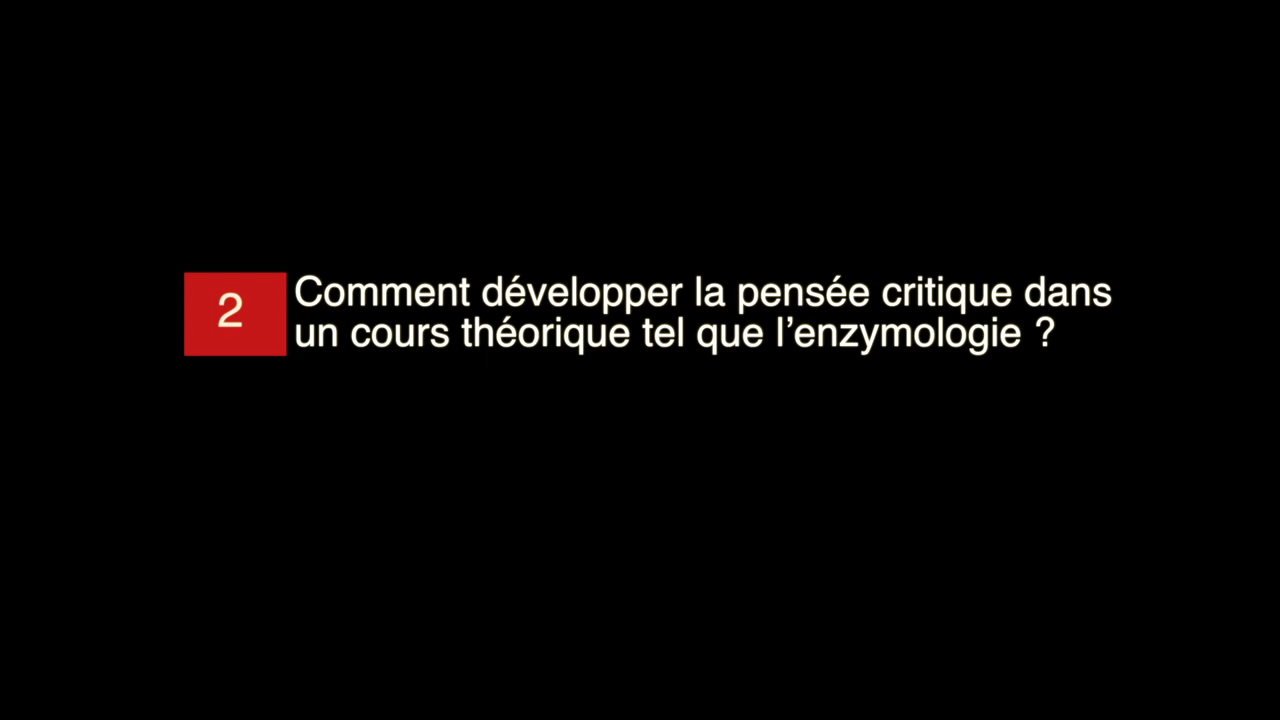 2
Comment développer la pensée critique dans
un cours théorique tel que l’enzymologie ?